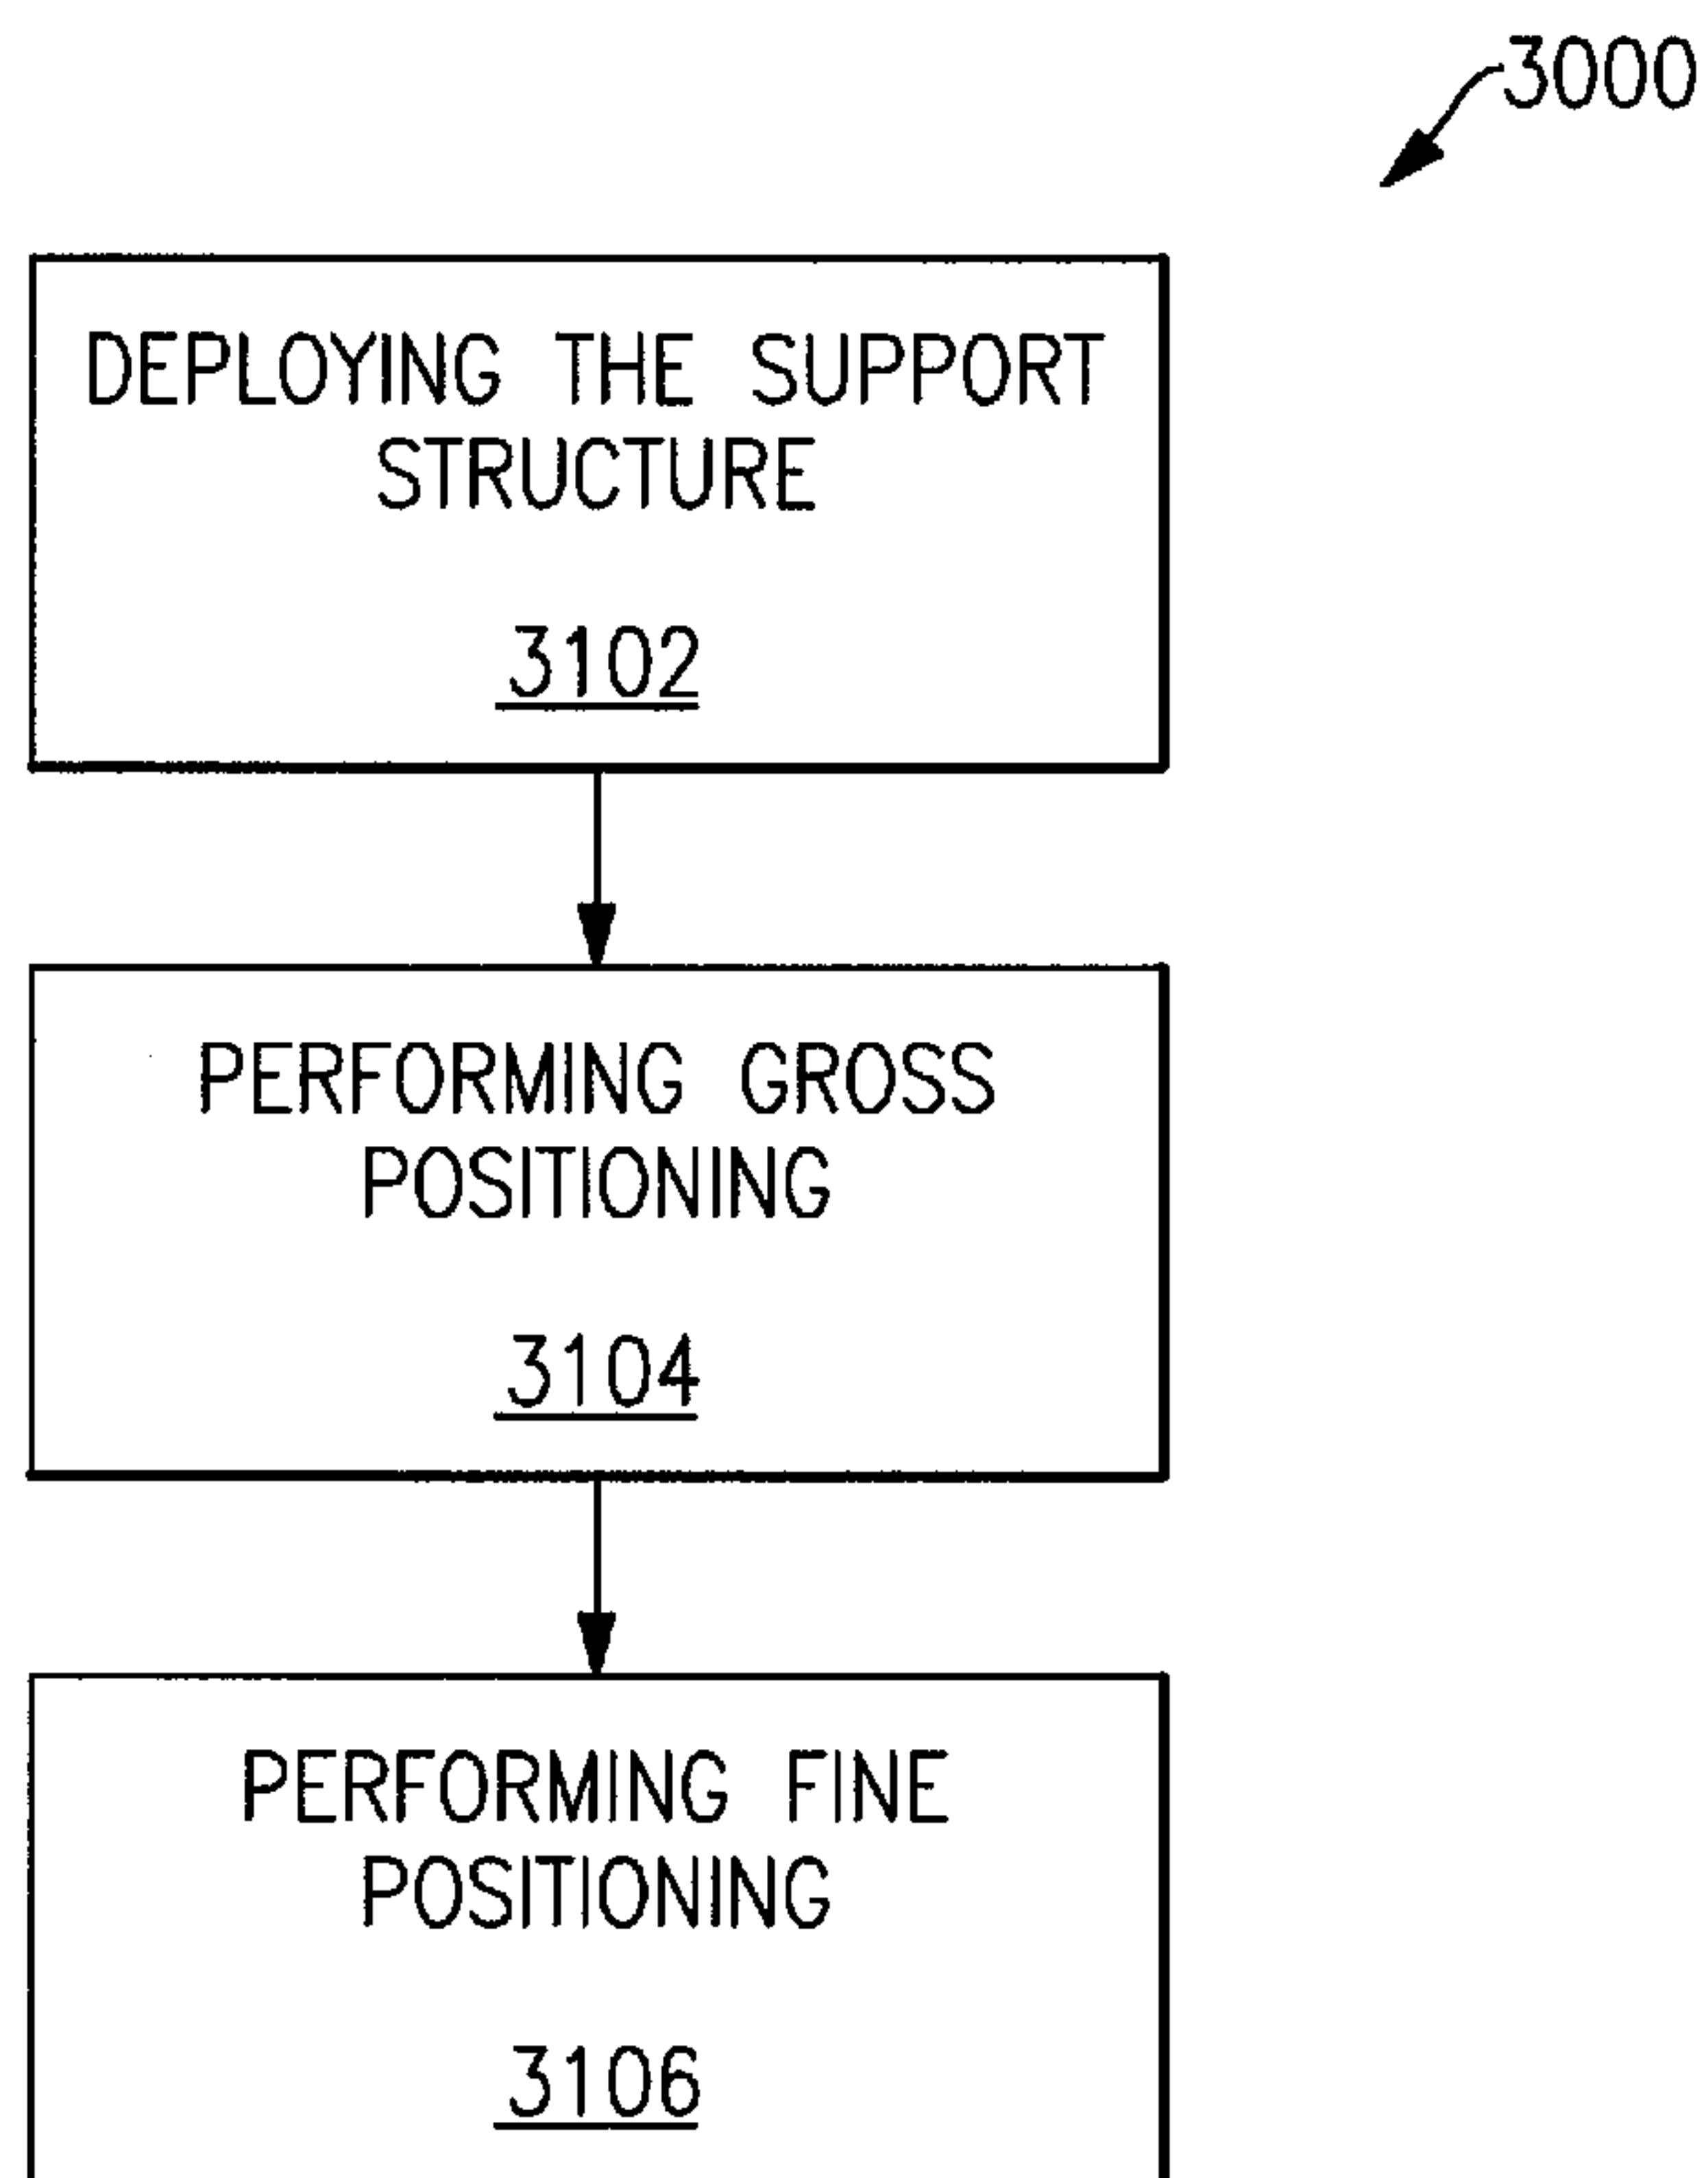 3000
DEPLOYING THE SUPPORT
STRUCTURE
3102
PERFORMING GROSS
POSITIONING
3104
PERFORMING FINE
POSITIONING
3106